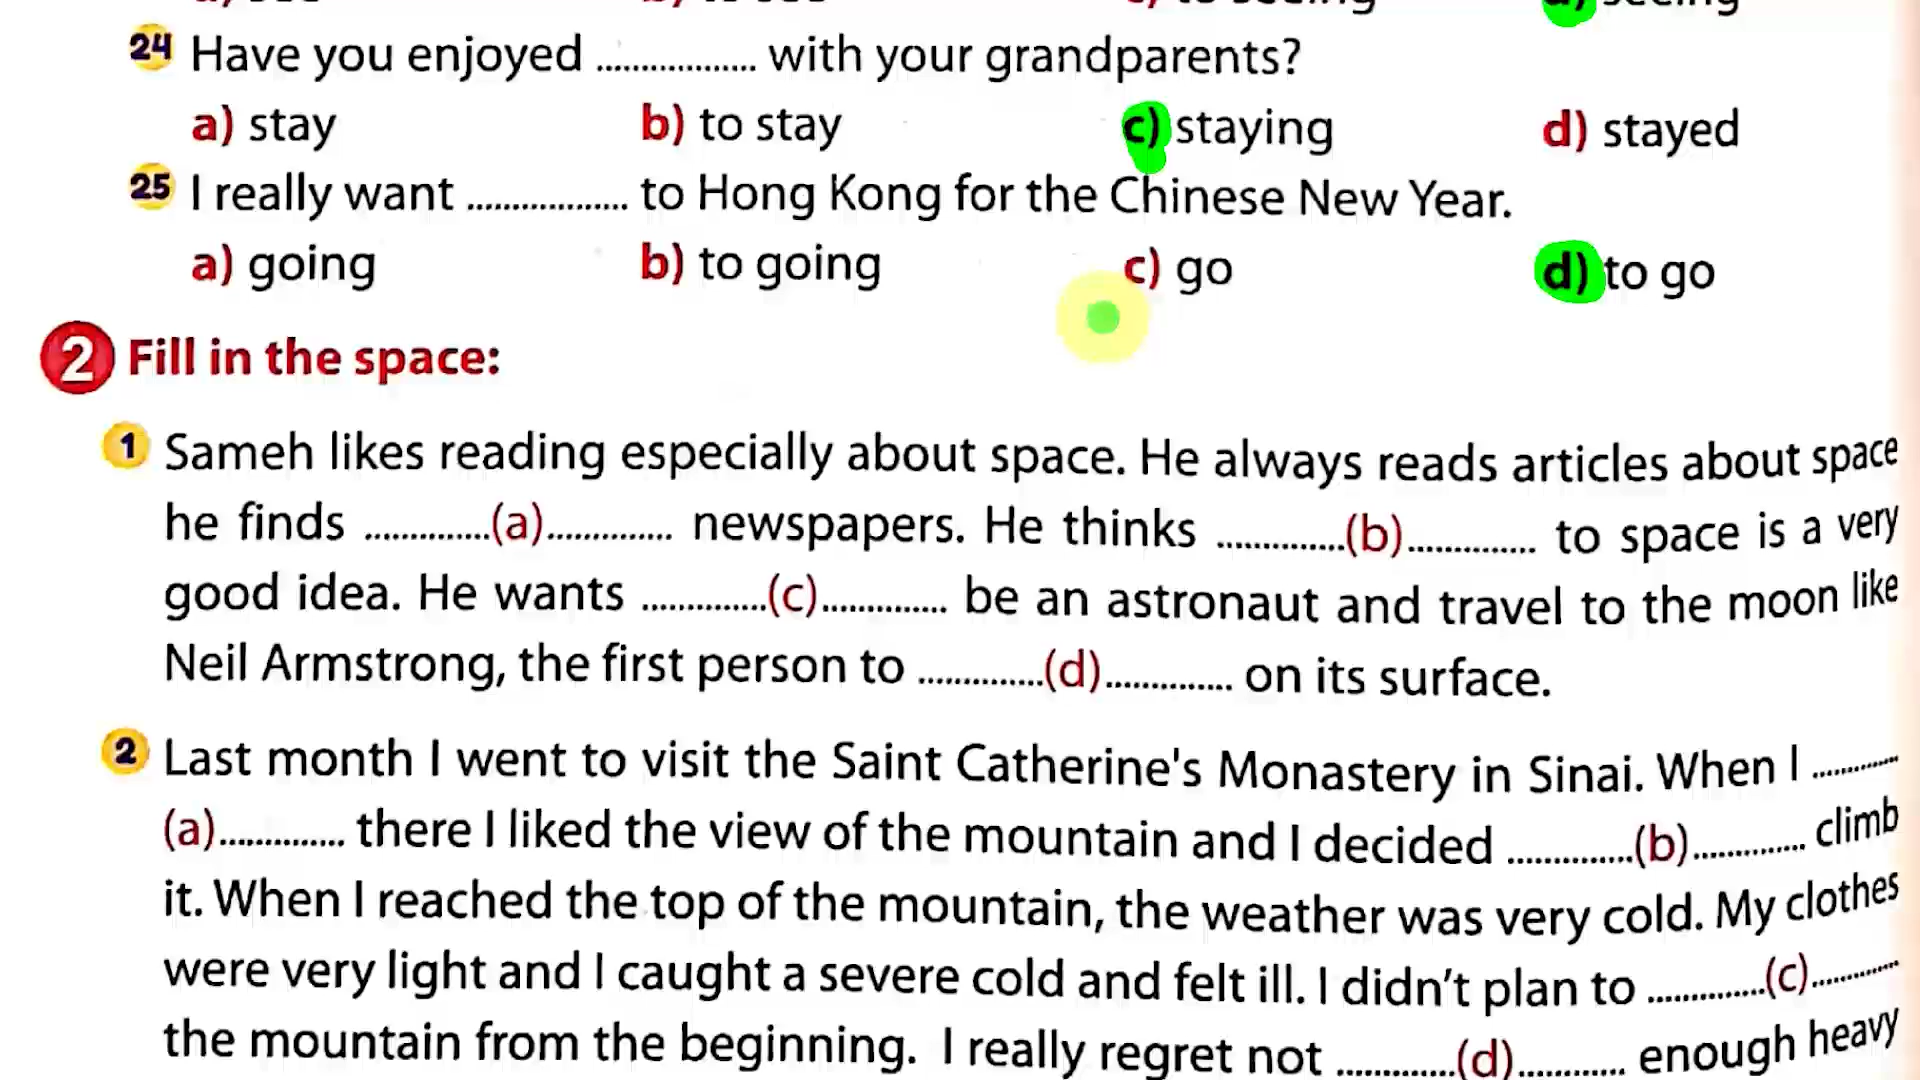 24 Have you enjoyed .................. with your grandparents?
a) stay b) to stay c) staying d) stayed
25 I really want .................. to Hong Kong for the Chinese New Year.
a) going b) to going c) go d) to go
2 Fill in the space:
1 Sameh likes reading especially about space. He always reads articles about space
he finds ..............(a).............. newspapers. He thinks ..............(b).............. to space is a very
good idea. He wants ..............(c).............. be an astronaut and travel to the moon like
Neil Armstrong, the first person to ..............(d).............. on its surface.
2 Last month I went to visit the Saint Catherine's Monastery in Sinai. When I ..........
(a).............. there I liked the view of the mountain and I decided ..............(b)............. climb
it. When I reached the top of the mountain, the weather was very cold. My clothes
were very light and I caught a severe cold and felt ill. I didn't plan to .............(c)..........
the mountain from the beginning. I really regret not .............(d)............ enough heavy